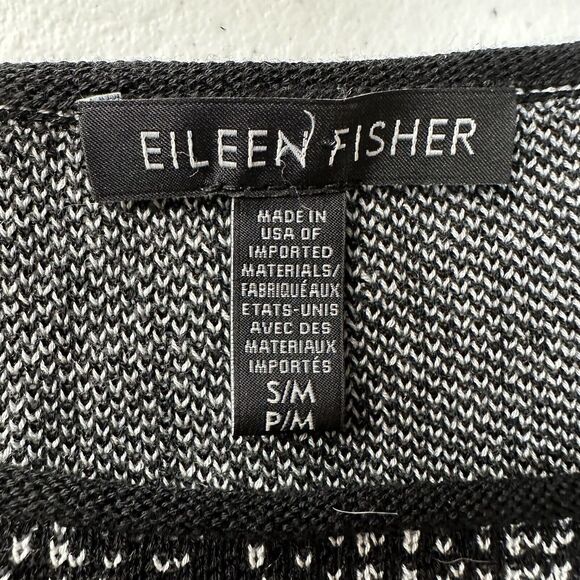 EILEEN FISHER
MADE IN
USA OF
IMPORTED
MATERIALS/
FABRIQUÉ AUX
ETATS-UNIS
AVEC DES
MATERIAUX
IMPORTÉS
S/M
P/M